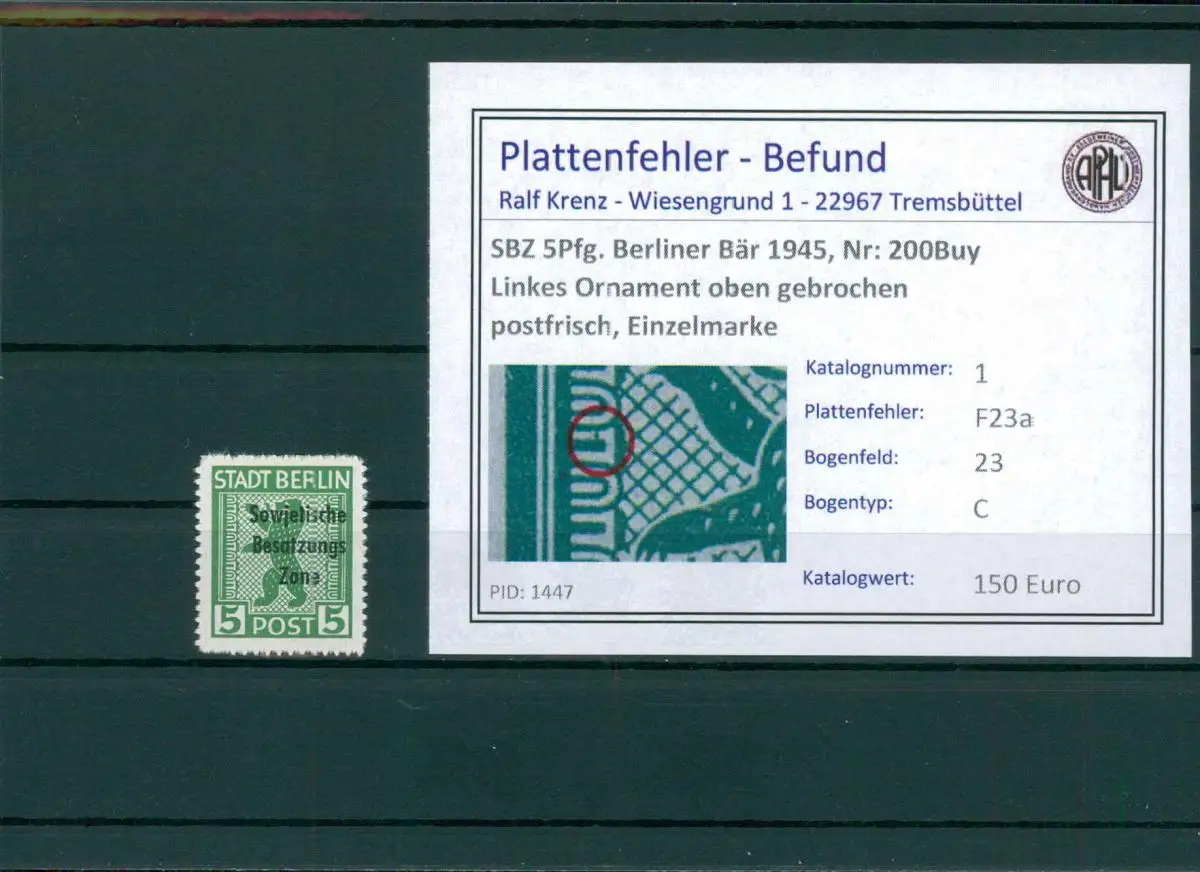 STADT BERLIN
Sowjetische
Besatzungs
Zone
5 POST 5
Plattenfehler - Befund
Ralf Krenz - Wiesengrund 1 - 22967 Tremsbüttel
SBZ 5Pfg. Berliner Bär 1945, Nr: 200Buy
Linkes Ornament oben gebrochen
postfrisch, Einzelmarke
Katalognummer: 1
Plattenfehler: F23a
Bogenfeld: 23
Bogentyp: C
Katalogwert: 150 Euro
PID: 1447